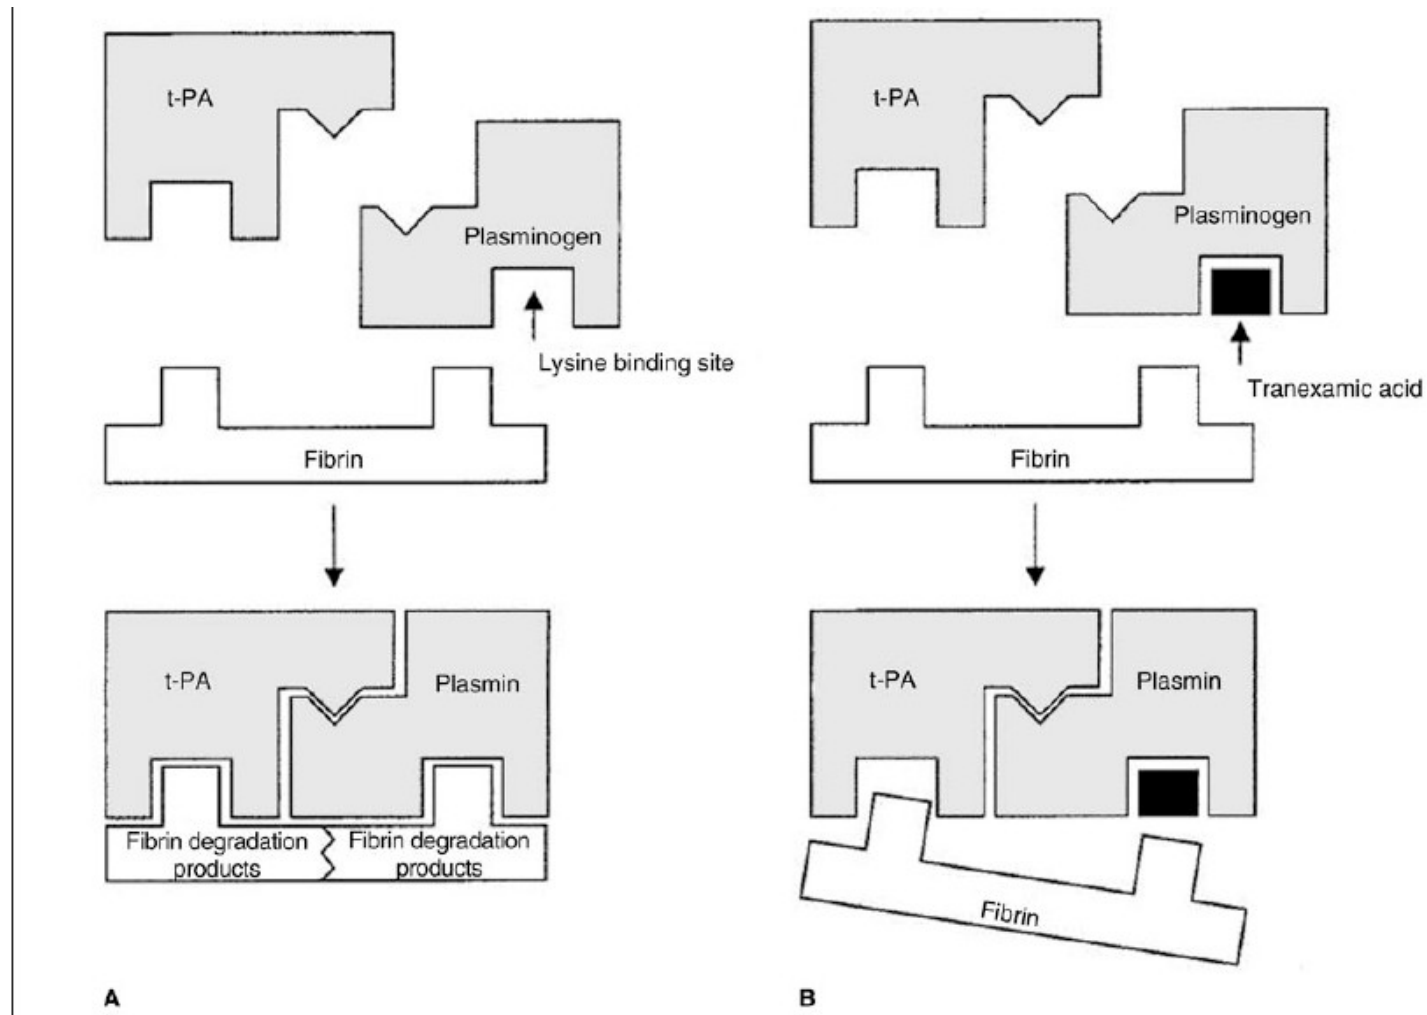 t-PA
Plasminogen
Lysine binding site
Fibrin
t-PA
Plasmin
Fibrin degradation
products
Fibrin degradation
products
A
t-PA
Plasminogen
Tranexamic acid
Fibrin
t-PA
Plasmin
Fibrin
B